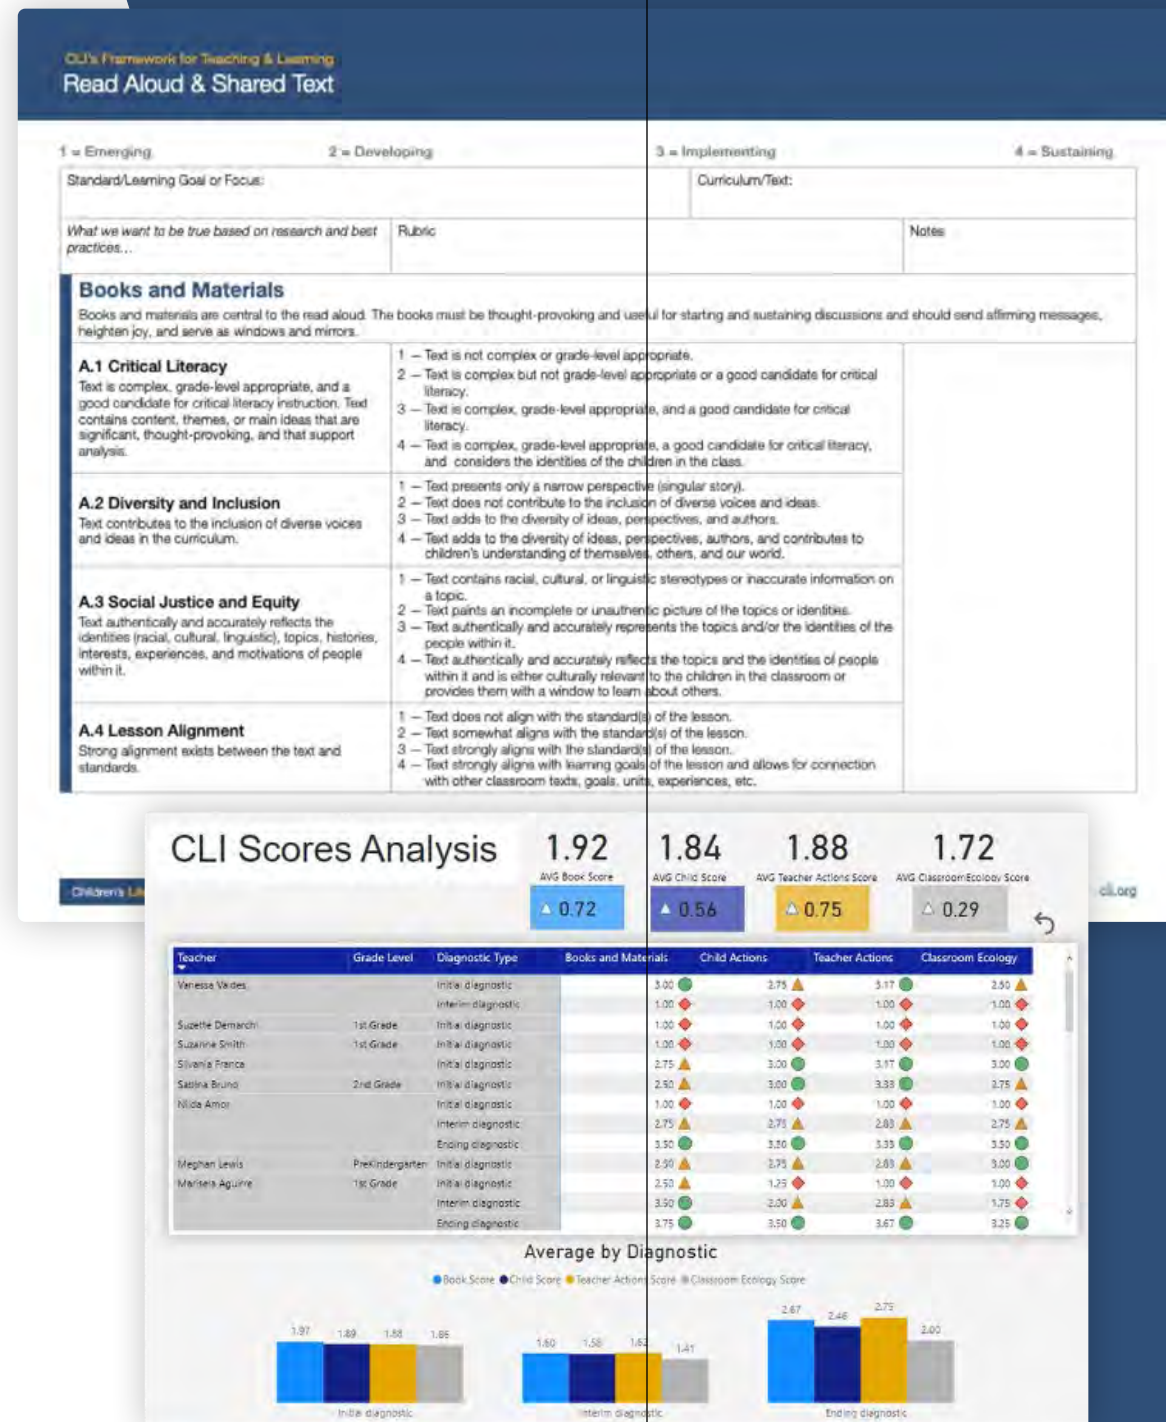 CLI's Framework for Teaching & Learning
Read Aloud & Shared Text
1 = Emerging 2 = Developing 3 = Implementing 4 = Sustaining
Standard/Learning Goal or Focus: Curriculum/Text:
What we want to be true based on research and best
practices… Rubric Notes
Books and Materials
Books and materials are central to the read aloud. The books must be thought-provoking and useful for starting and sustaining discussions and should send affirming messages,
heighten joy, and serve as windows and mirrors.
A.1 Critical Literacy
Text is complex, grade-level appropriate, and a
good candidate for critical literacy instruction. Text
contains content, themes, or main ideas that are
significant, thought-provoking, and that support
analysis.
1 – Text is not complex or grade-level appropriate.
2 – Text is complex but not grade-level appropriate or a good candidate for critical
literacy.
3 – Text is complex, grade-level appropriate, and a good candidate for critical
literacy.
4 – Text is complex, grade-level appropriate, a good candidate for critical literacy,
and considers the identities of the children in the class.
A.2 Diversity and Inclusion
Text contributes to the inclusion of diverse voices
and ideas in the curriculum.
1 – Text presents only a narrow perspective (singular story).
2 – Text does not contribute to the inclusion of diverse voices and ideas.
3 – Text adds to the diversity of ideas, perspectives, and authors.
4 – Text adds to the diversity of ideas, perspectives, authors, and contributes to
children's understanding of themselves, others, and our world.
A.3 Social Justice and Equity
Text authentically and accurately reflects the
identities (racial, cultural, linguistic), topics, histories,
interests, experiences, and motivations of people
within it.
1 – Text contains racial, cultural, or linguistic stereotypes or inaccurate information on
a topic.
2 – Text paints an incomplete or unauthentic picture of the topics or identities.
3 – Text authentically and accurately represents the topics and/or the identities of the
people within it.
4 – Text authentically and accurately reflects the topics and the identities of people
within it and is either culturally relevant to the children in the classroom or
provides them with a window to learn about others.
A.4 Lesson Alignment
Strong alignment exists between the text and
standards.
1 – Text does not align with the standard(s) of the lesson.
2 – Text somewhat aligns with the standard(s) of the lesson.
3 – Text strongly aligns with the standard(s) of the lesson.
4 – Text strongly aligns with learning goals of the lesson and allows for connection
with other classroom texts, goals, units, experiences, etc.
Children's cli.org
CLI Scores Analysis
1.92 1.84 1.88 1.72
AVG Book Score AVG Child Score AVG Teacher Actions Score AVG ClassroomEcology Score
0.72 0.56 0.75 0.29
Teacher Grade Level Diagnostic Type Books and Materials Child Actions Teacher Actions Classroom Ecology
Vanessa Valdes Initial diagnostic 3.00 2.75 3.17 2.50
Interim diagnostic 1.00 1.00 1.00 1.00
Suzette Demarchi 1st Grade Initial diagnostic 1.00 1.00 1.00 1.00
Suzanne Smith 1st Grade Initial diagnostic 1.00 1.00 1.00 1.00
Silvania Franca Initial diagnostic 2.75 3.00 3.17 3.00
Sabina Bruno 2nd Grade Initial diagnostic 2.50 3.00 3.33 2.75
Nilda Amor Initial diagnostic 1.00 1.00 1.00 1.00
Interim diagnostic 2.75 2.75 2.83 2.75
Ending diagnostic 3.50 3.50 3.33 3.50
Meghan Lewis PreKindergarten Initial diagnostic 2.50 2.75 2.83 3.00
Marisela Aguirre 1st Grade Initial diagnostic 2.50 1.25 1.00 1.00
Interim diagnostic 3.50 2.00 2.83 1.75
Ending diagnostic 3.75 3.50 3.67 3.25
Average by Diagnostic
Book Score Child Score Teacher Actions Score Classroom Ecology Score
1.97 1.89 1.88 1.86
1.60 1.58 1.62 1.41
2.67 2.46 2.75 2.00
Initial diagnostic Interim diagnostic Ending diagnostic